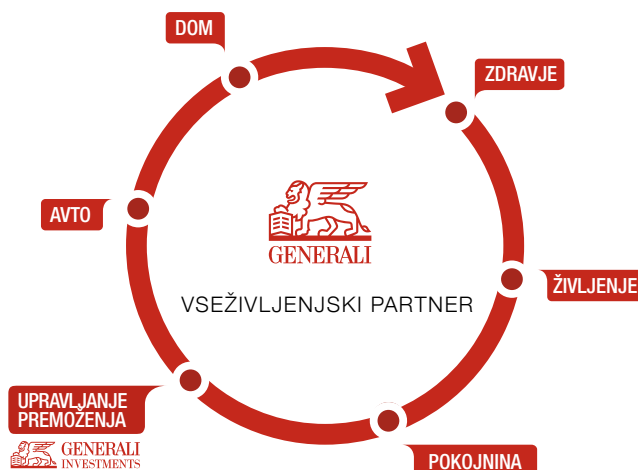 DOM
ZDRAVJE
AVTO
GENERALI
VSEŽIVLJENJSKI PARTNER
ŽIVLJENJE
UPRAVLJANJE
PREMOŽENJA
GENERALI
INVESTMENTS
POKOJNINA